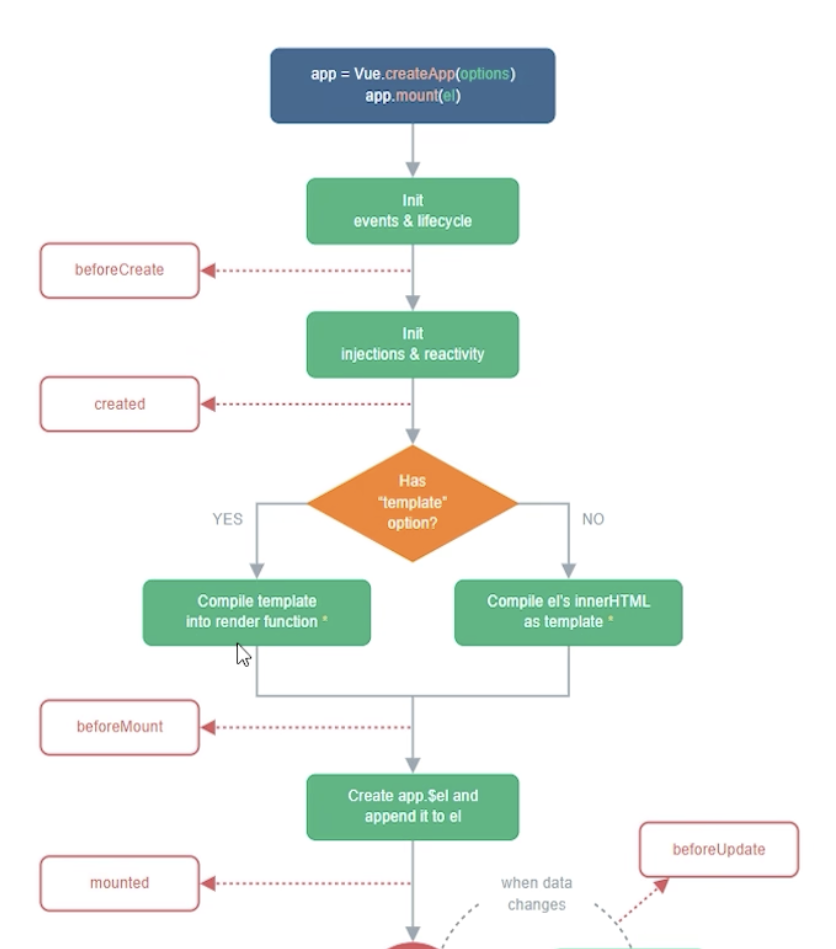 app = Vue.createApp(options)
app.mount(el)
Init
events & lifecycle
beforeCreate
Init
injections & reactivity
created
Has
“template”
option?
YES
NO
Compile template
into render function *
Compile el's innerHTML
as template *
beforeMount
Create app.$el and
append it to el
beforeUpdate
mounted
when data
changes